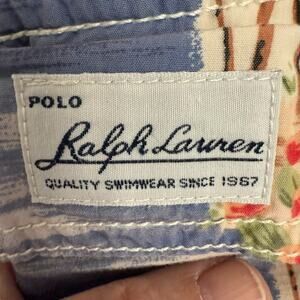 POLO
Ralph Lauren
QUALITY SWIMWEAR SINCE 1967